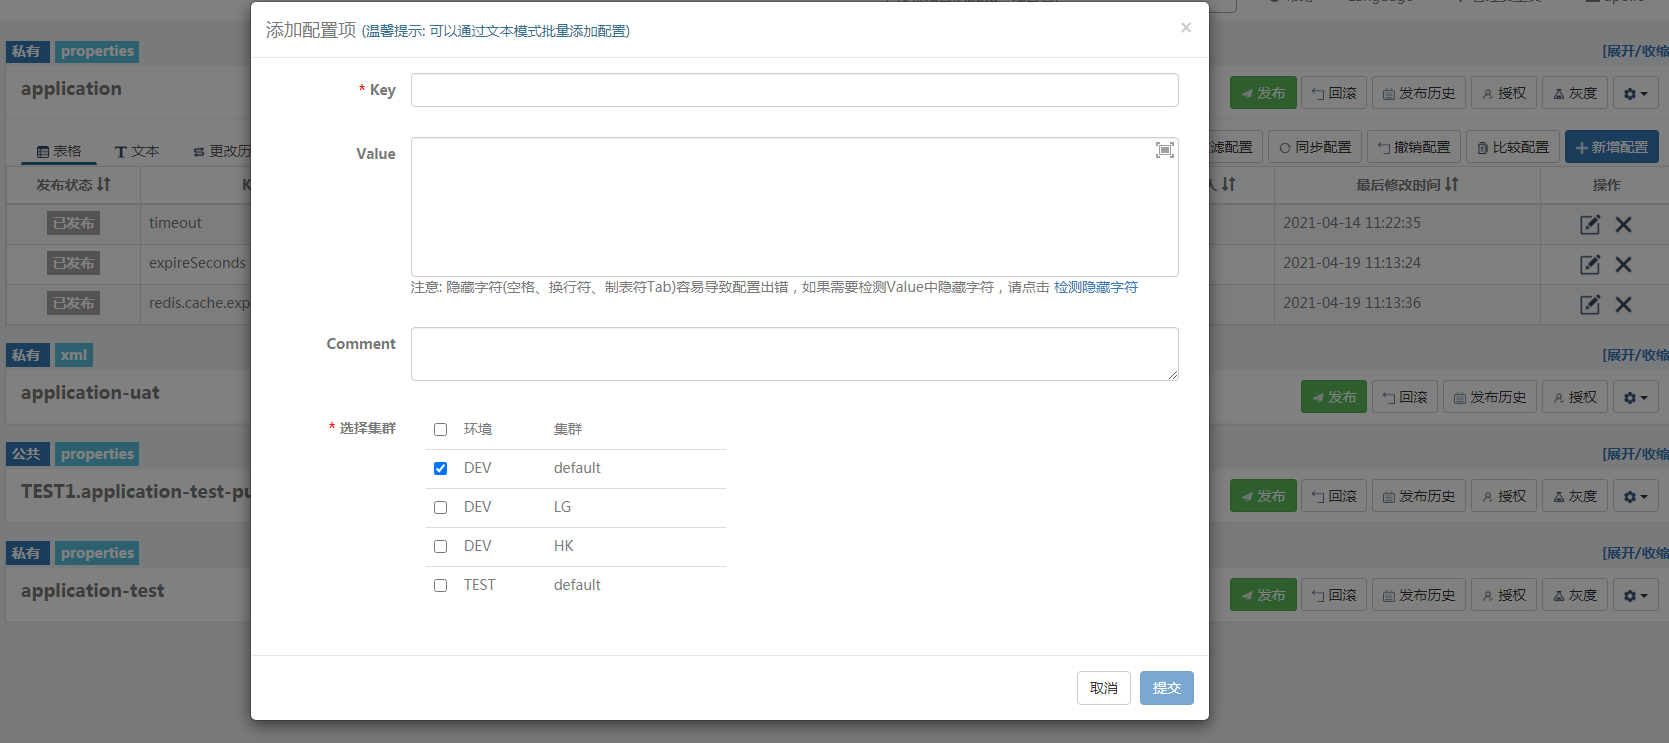 添加配置项 (温馨提示: 可以通过文本模式批量添加配置)
×
* Key
Value
注意: 隐藏字符(空格、换行符、制表符Tab)容易导致配置出错，如果需要检测Value中隐藏字符，请点击 检测隐藏字符
Comment
* 选择集群
环境 集群
DEV default
DEV LG
DEV HK
TEST default
取消 提交
私有 properties [展开/收缩
application 发布 回滚 发布历史 授权 灰度
表格 文本 更改历 滤配置 同步配置 撤销配置 比较配置 新增配置
发布状态 K 人 最后修改时间 操作
已发布 timeout 2021-04-14 11:22:35
已发布 expireSeconds 2021-04-19 11:13:24
已发布 redis.cache.exp 2021-04-19 11:13:36
私有 xml [展开/收缩
application-uat 发布 回滚 发布历史 授权
公共 properties [展开/收缩
TEST1.application-test-pu 发布 回滚 发布历史 授权 灰度
私有 properties [展开/收缩
application-test 发布 回滚 发布历史 授权 灰度